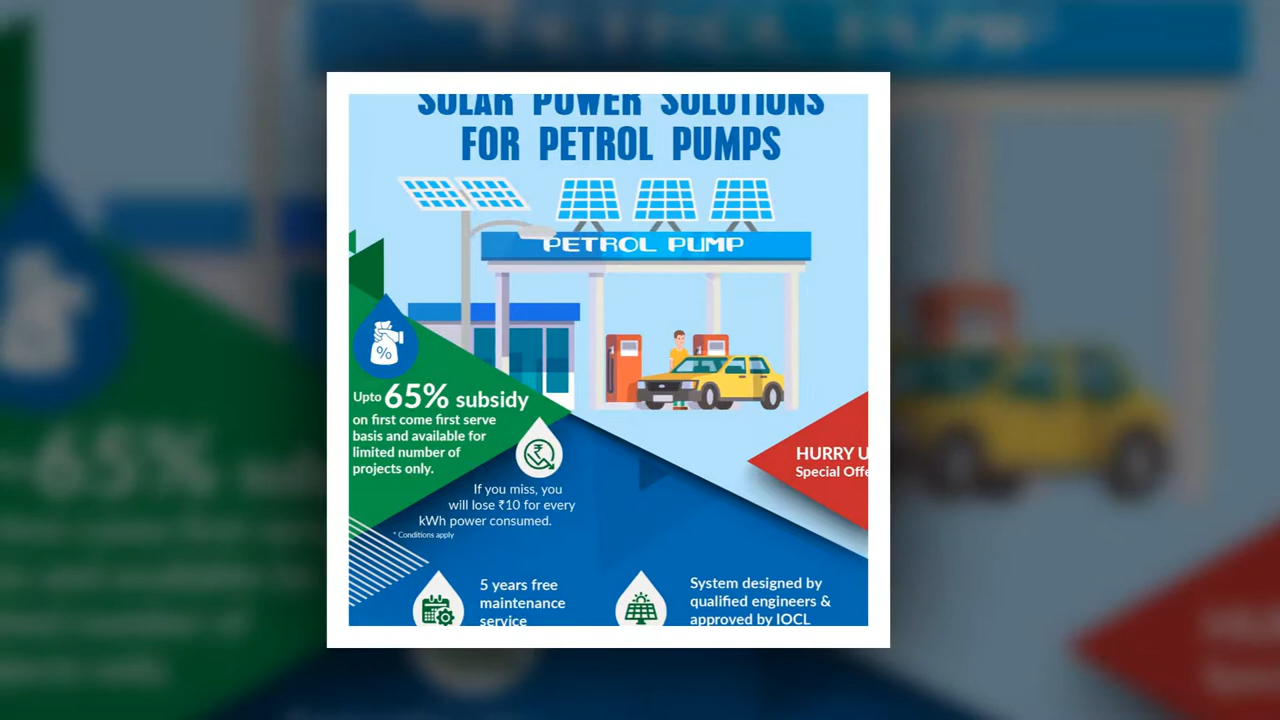 SOLAR POWER SOLUTIONS
FOR PETROL PUMPS
PETROL PUMP
%
Upto 65% subsidy
on first come first serve
basis and available for
limited number of
projects only.
₹
If you miss, you
will lose ₹10 for every
kWh power consumed.
* Conditions apply
HURRY U
Special Offe
5 years free
maintenance
service
System designed by
qualified engineers &
approved by IOCL